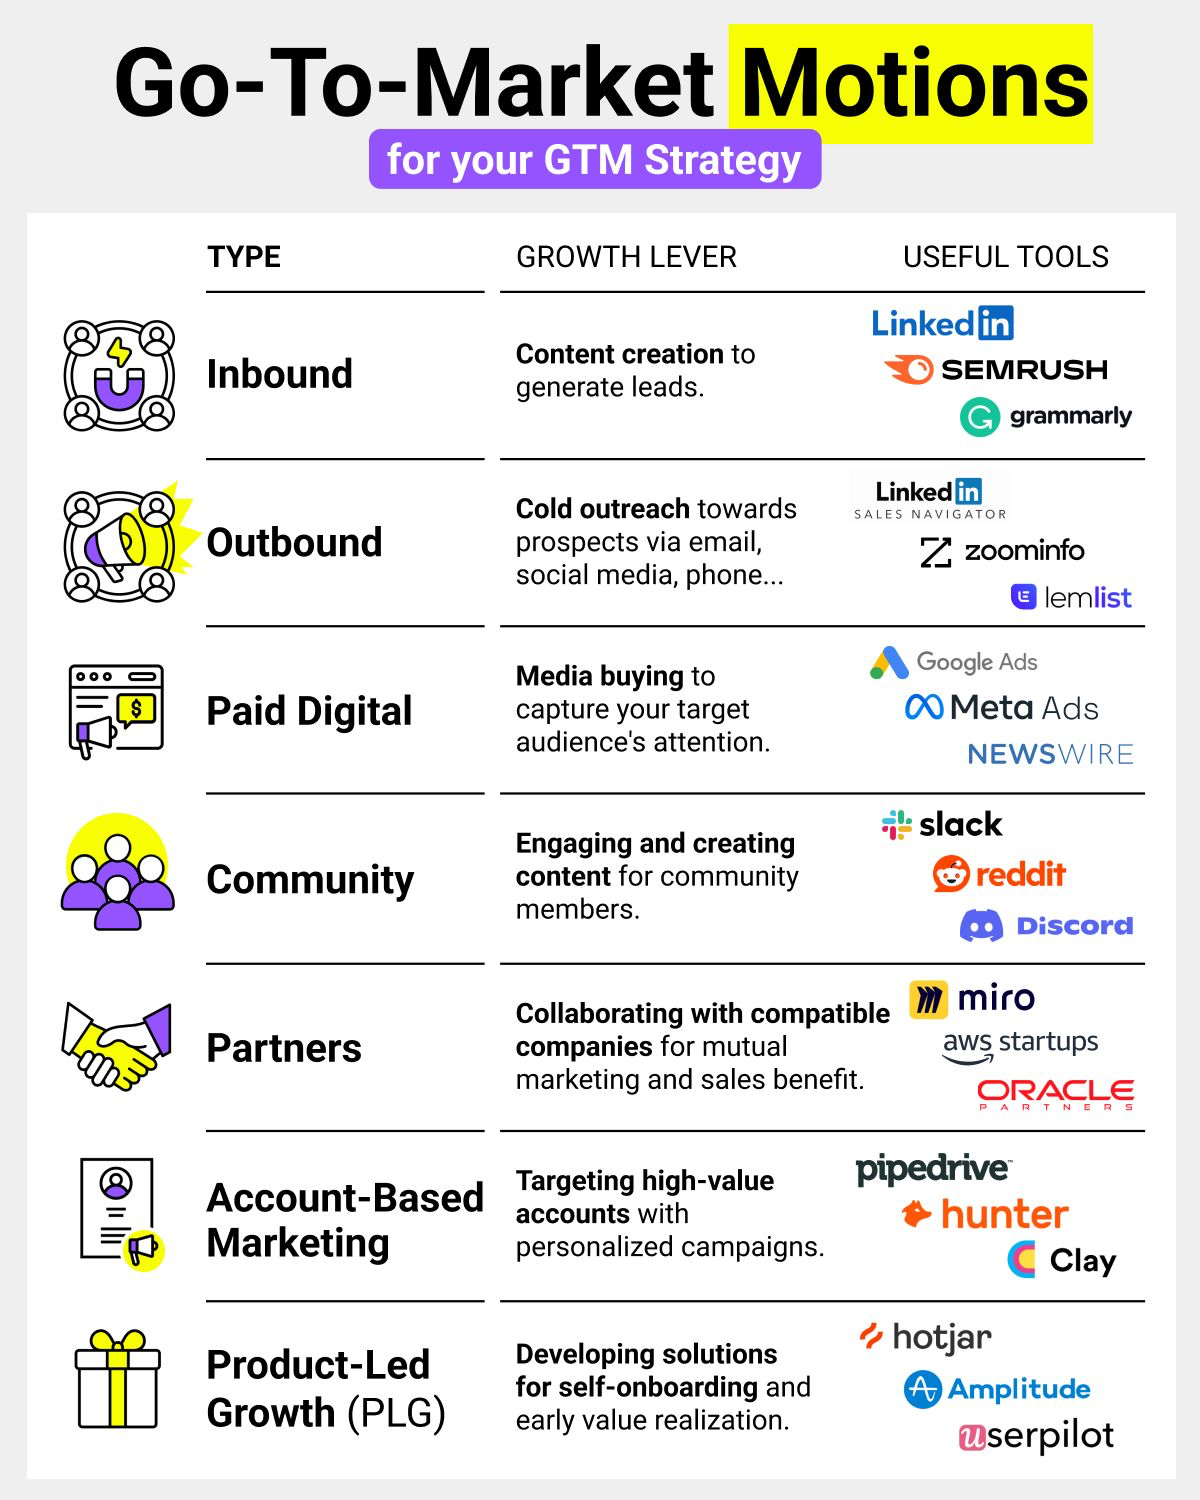 Go-To-Market Motions
for your GTM Strategy
TYPE
GROWTH LEVER
USEFUL TOOLS
Inbound
Content creation to
generate leads.
Linkedin
SEMRUSH
grammarly
Outbound
Cold outreach towards
prospects via email,
social media, phone...
Linkedin
SALES NAVIGATOR
zoominfo
lemlist
Paid Digital
Media buying to
capture your target
audience's attention.
$
Google Ads
Meta Ads
NEWSWIRE
Community
Engaging and creating
content for community
members.
slack
reddit
Discord
Partners
Collaborating with compatible
companies for mutual
marketing and sales benefit.
miro
aws startups
ORACLE
PARTNERS
Account-Based
Marketing
Targeting high-value
accounts with
personalized campaigns.
pipedrive™
hunter
Clay
Product-Led
Growth (PLG)
Developing solutions
for self-onboarding and
early value realization.
hotjar
Amplitude
userpilot